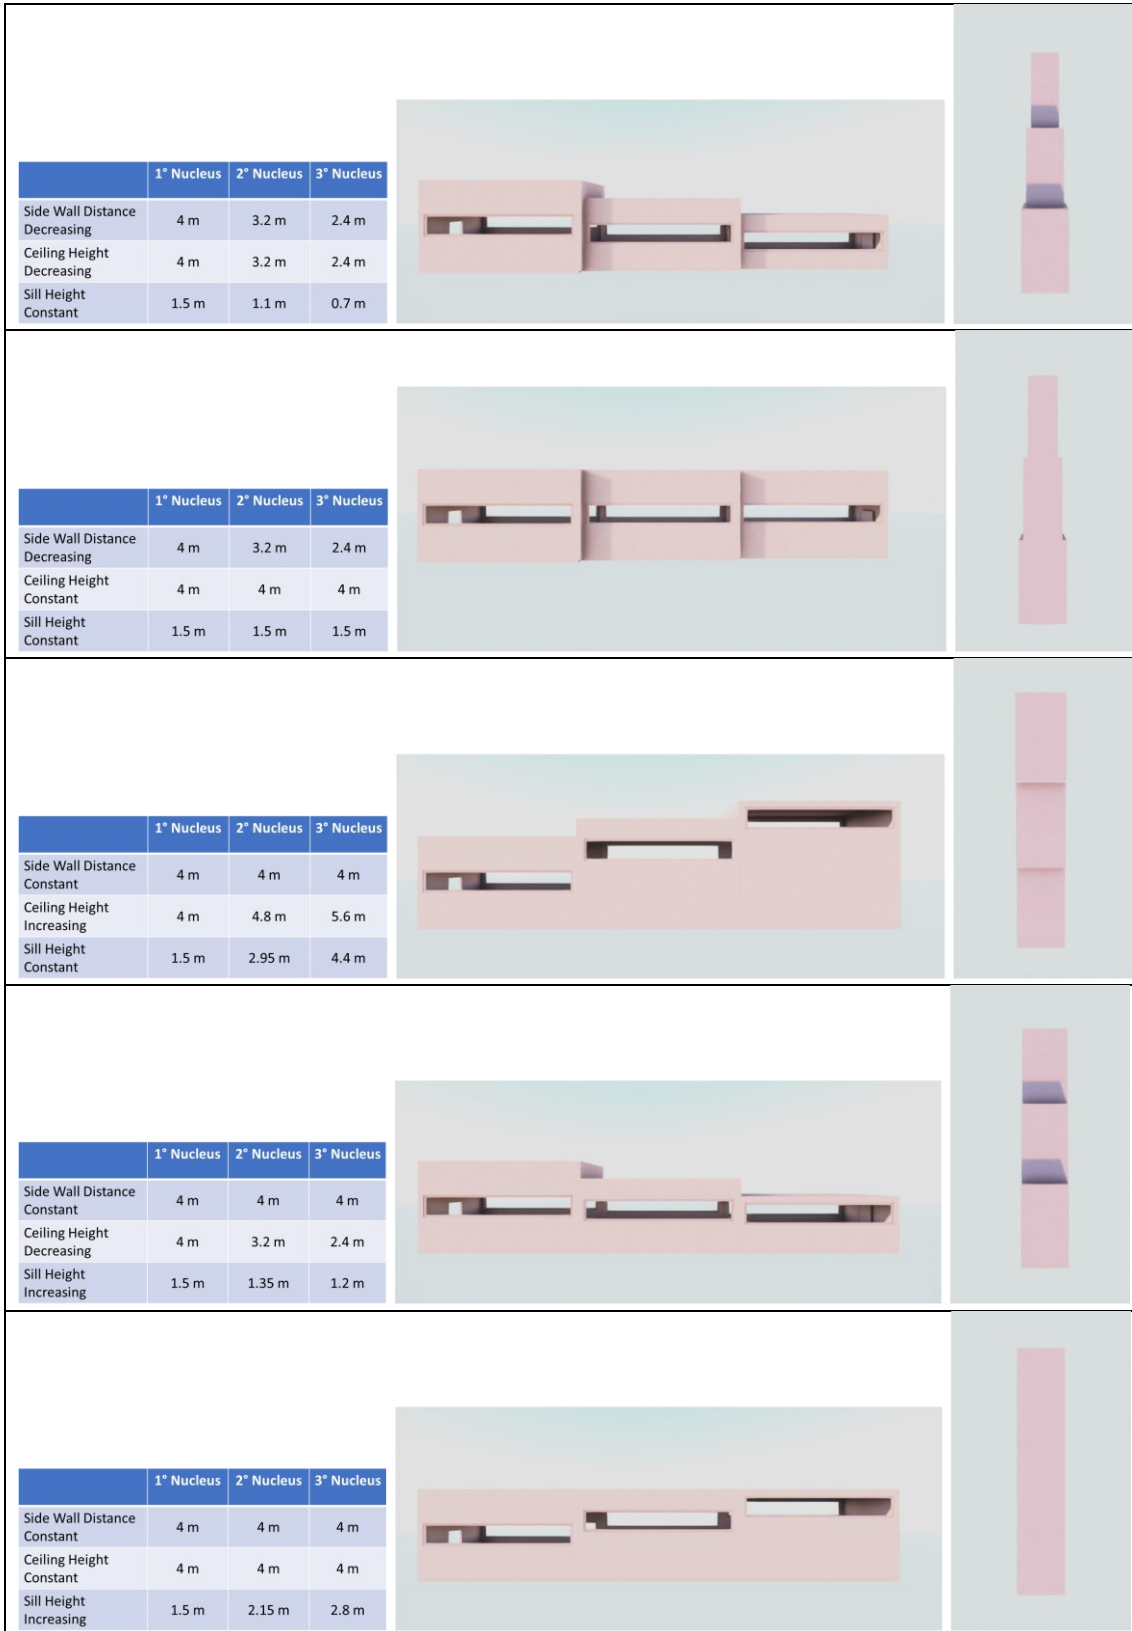 1° Nucleus 2° Nucleus 3° Nucleus
Side Wall Distance
Decreasing 4 m 3.2 m 2.4 m
Ceiling Height
Decreasing 4 m 3.2 m 2.4 m
Sill Height
Constant 1.5 m 1.1 m 0.7 m
1° Nucleus 2° Nucleus 3° Nucleus
Side Wall Distance
Decreasing 4 m 3.2 m 2.4 m
Ceiling Height
Constant 4 m 4 m 4 m
Sill Height
Constant 1.5 m 1.5 m 1.5 m
1° Nucleus 2° Nucleus 3° Nucleus
Side Wall Distance
Constant 4 m 4 m 4 m
Ceiling Height
Increasing 4 m 4.8 m 5.6 m
Sill Height
Constant 1.5 m 2.95 m 4.4 m
1° Nucleus 2° Nucleus 3° Nucleus
Side Wall Distance
Constant 4 m 4 m 4 m
Ceiling Height
Decreasing 4 m 3.2 m 2.4 m
Sill Height
Increasing 1.5 m 1.35 m 1.2 m
1° Nucleus 2° Nucleus 3° Nucleus
Side Wall Distance
Constant 4 m 4 m 4 m
Ceiling Height
Constant 4 m 4 m 4 m
Sill Height
Increasing 1.5 m 2.15 m 2.8 m